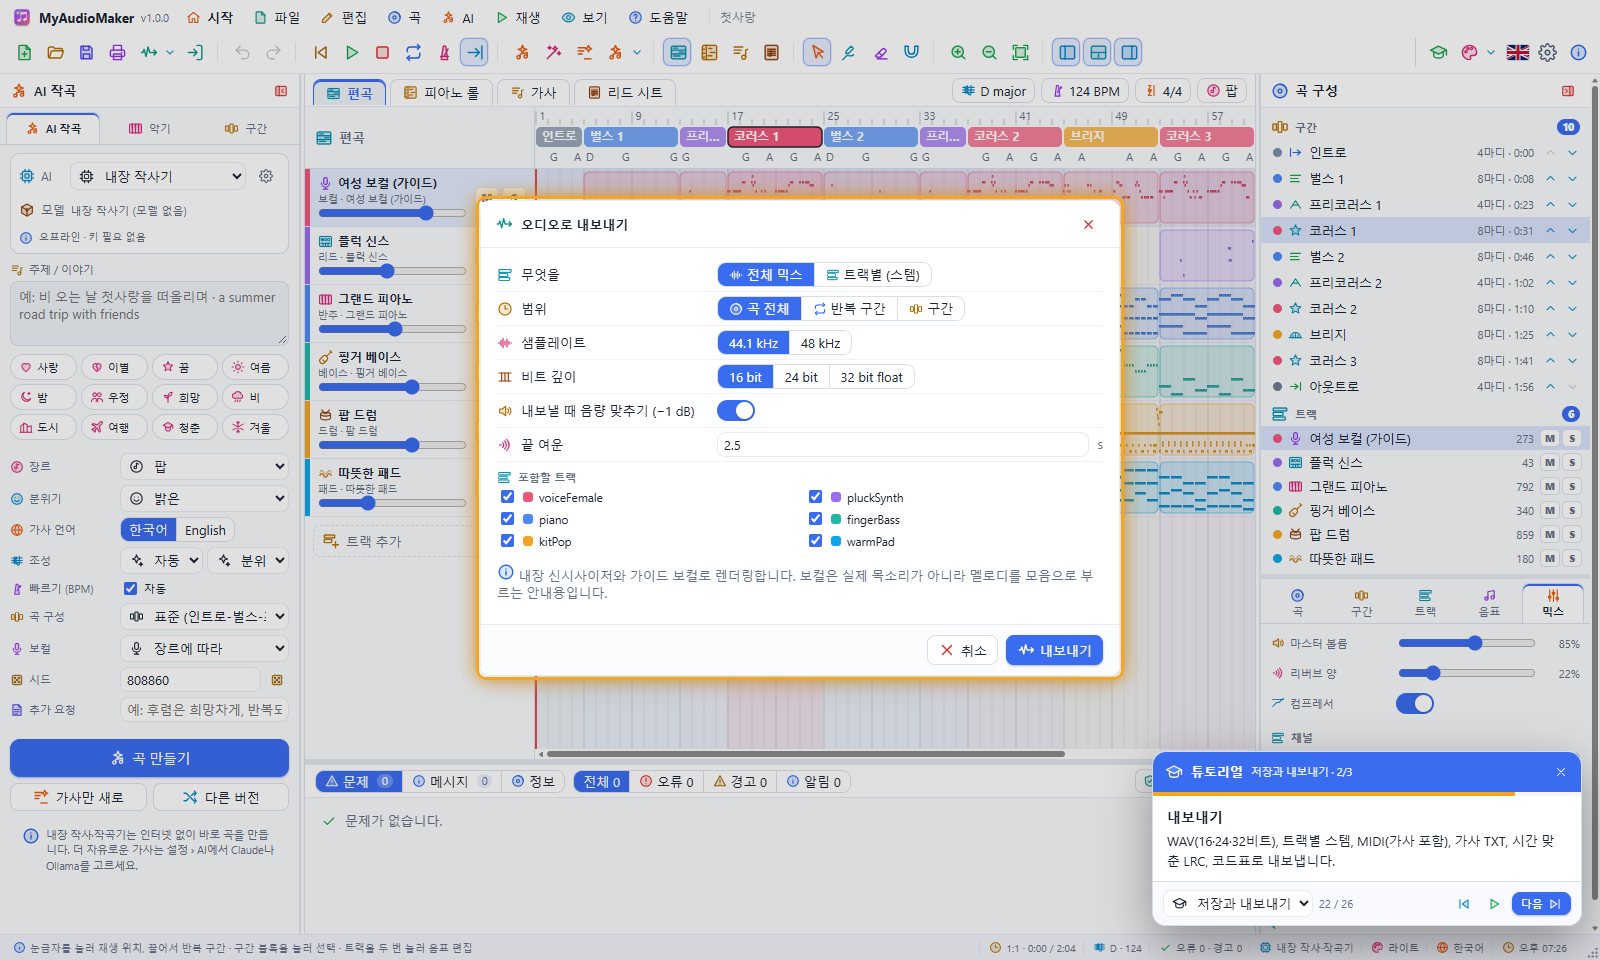 MyAudioMaker v1.0.0 시작 파일 편집 곡 AI 재생 보기 도움말 첫사랑
AI 작곡
AI 작곡 악기 구간
AI 내장 작사기
모델 내장 작사기 (모델 없음)
오프라인 · 키 필요 없음
주제 / 이야기
예: 비 오는 날 첫사랑을 떠올리며 · a summer road trip with friends
사랑 이별 꿈 여름
밤 우정 희망 비
도시 여행 청춘 겨울
장르 팝
분위기 밝은
가사 언어 한국어 English
조성 자동 분위
빠르기 (BPM) 자동
곡 구성 표준 (인트로-벌스-
보컬 장르에 따라
시드 808860
추가 요청 예: 후렴은 희망차게, 반복도
곡 만들기
가사만 새로 다른 버전
내장 작사·작곡기는 인터넷 없이 바로 곡을 만듭
니다. 더 자유로운 가사는 설정 › AI에서 Claude나
Ollama를 고르세요.
편곡 피아노 롤 가사 리드 시트
D major 124 BPM 4/4 팝
편곡
1 9 17 25 33 41 49 57
인트로 벌스 1 프리... 코러스 1 벌스 2 프리... 코러스 2 브리지 코러스 3
G A D G G G G A G A D G G G G A G A A A G A G A
여성 보컬 (가이드)
보컬 · 여성 보컬 (가이드)
플럭 신스
리드 · 플럭 신스
그랜드 피아노
반주 · 그랜드 피아노
핑거 베이스
베이스 · 핑거 베이스
팝 드럼
드럼 · 팝 드럼
따뜻한 패드
패드 · 따뜻한 패드
트랙 추가
오디오로 내보내기
무엇을 전체 믹스 트랙별 (스템)
범위 곡 전체 반복 구간 구간
샘플레이트 44.1 kHz 48 kHz
비트 깊이 16 bit 24 bit 32 bit float
내보낼 때 음량 맞추기 (−1 dB)
끝 여운 2.5 s
포함할 트랙
voiceFemale pluckSynth
piano fingerBass
kitPop warmPad
내장 신시사이저와 가이드 보컬로 렌더링합니다. 보컬은 실제 목소리가 아니라 멜로디를 모음으로 부
르는 안내용입니다.
취소 내보내기
문제 0 메시지 0 정보 전체 0 오류 0 경고 0 알림 0
문제가 없습니다.
곡 구성
구간 10
인트로 4마디 · 0:00
벌스 1 8마디 · 0:08
프리코러스 1 4마디 · 0:23
코러스 1 8마디 · 0:31
벌스 2 8마디 · 0:46
프리코러스 2 4마디 · 1:02
코러스 2 8마디 · 1:10
브리지 8마디 · 1:25
코러스 3 8마디 · 1:41
아웃트로 4마디 · 1:56
트랙 6
여성 보컬 (가이드) 273 M S
플럭 신스 43 M S
그랜드 피아노 792 M S
핑거 베이스 340 M S
팝 드럼 859 M S
따뜻한 패드 180 M S
곡 구간 트랙 음표 믹스
마스터 볼륨 85%
리버브 양 22%
컴프레서
채널
튜토리얼 저장과 내보내기 · 2/3
내보내기
WAV(16·24·32비트), 트랙별 스템, MIDI(가사 포함), 가사 TXT, 시간 맞
춘 LRC, 코드표로 내보냅니다.
저장과 내보내기 22 / 26 다음
눈금자를 눌러 재생 위치, 끌어서 반복 구간 · 구간 블록을 눌러 선택 · 트랙을 두 번 눌러 음표 편집
1:1 · 0:00 / 2:04 D · 124 오류 0 · 경고 0 내장 작사·작곡기 라이트 한국어 오후 07:26